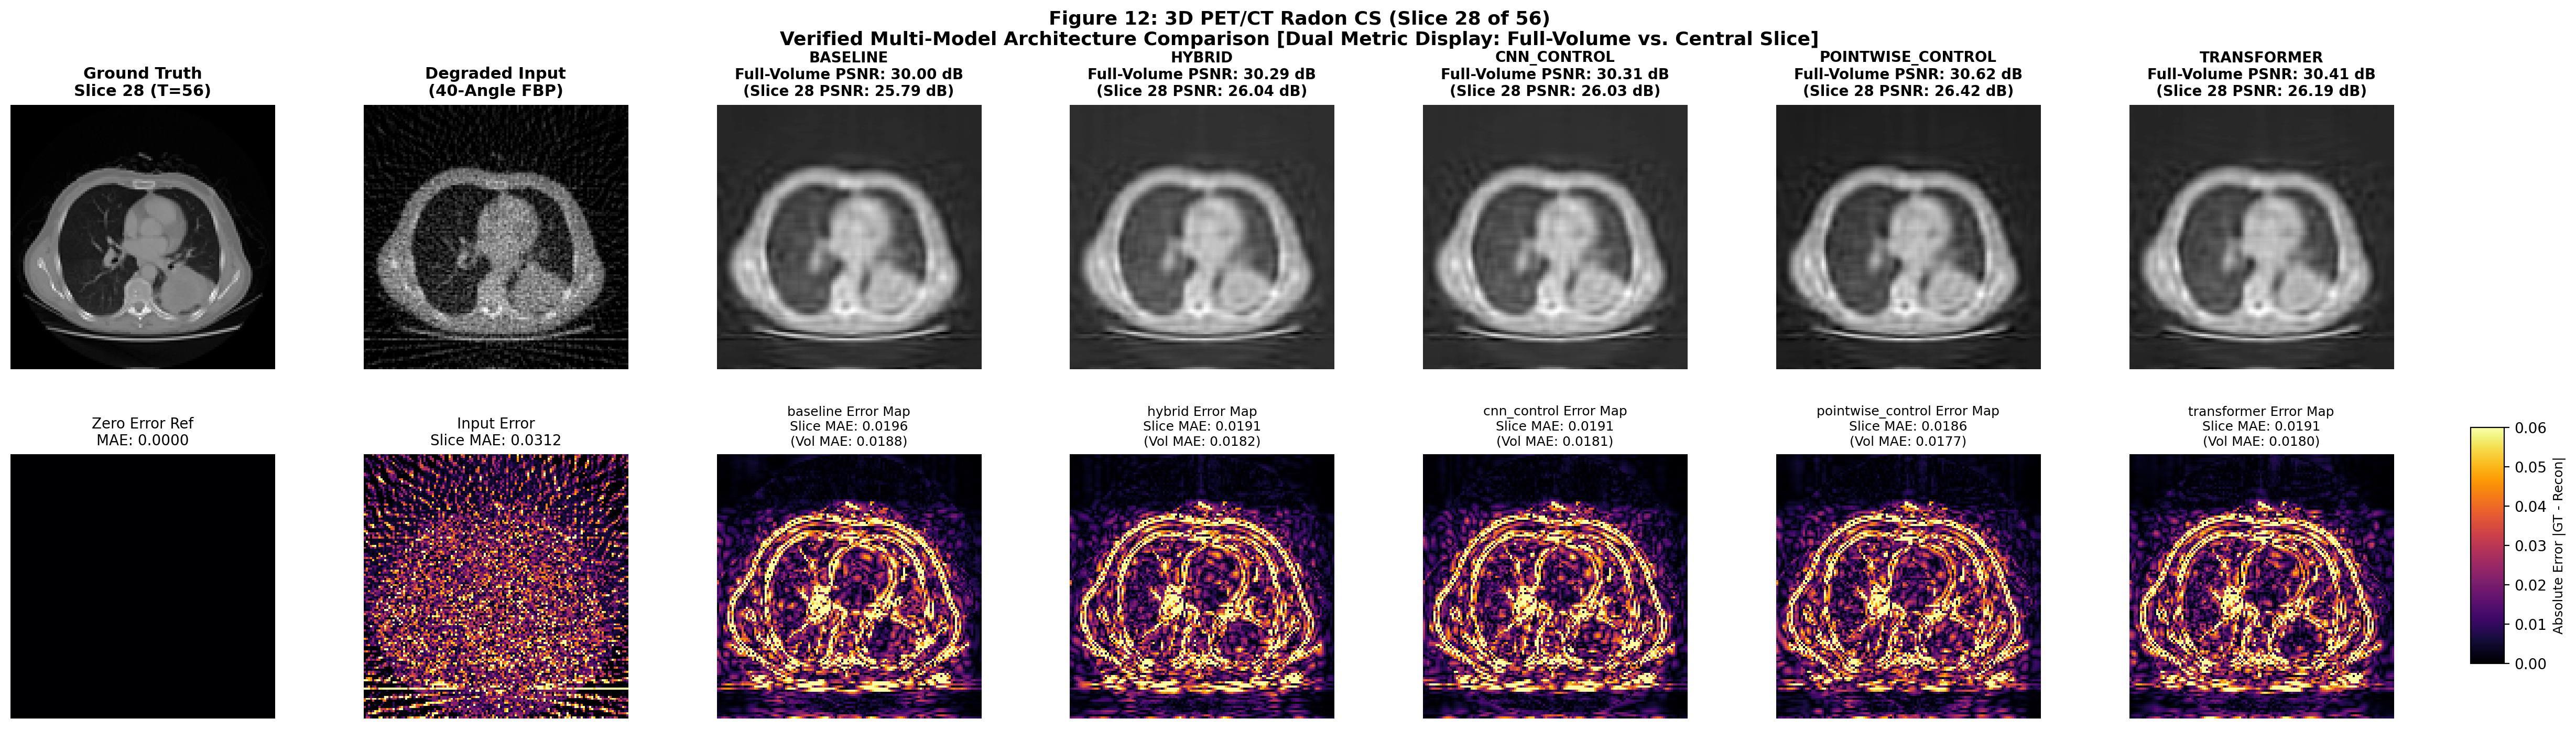 Figure 12: 3D PET/CT Radon CS (Slice 28 of 56)
Verified Multi-Model Architecture Comparison [Dual Metric Display: Full-Volume vs. Central Slice]
Ground Truth
Slice 28 (T=56)
Degraded Input
(40-Angle FBP)
BASELINE
Full-Volume PSNR: 30.00 dB
(Slice 28 PSNR: 25.79 dB)
HYBRID
Full-Volume PSNR: 30.29 dB
(Slice 28 PSNR: 26.04 dB)
CNN_CONTROL
Full-Volume PSNR: 30.31 dB
(Slice 28 PSNR: 26.03 dB)
POINTWISE_CONTROL
Full-Volume PSNR: 30.62 dB
(Slice 28 PSNR: 26.42 dB)
TRANSFORMER
Full-Volume PSNR: 30.41 dB
(Slice 28 PSNR: 26.19 dB)
Zero Error Ref
MAE: 0.0000
Input Error
Slice MAE: 0.0312
baseline Error Map
Slice MAE: 0.0196
(Vol MAE: 0.0188)
hybrid Error Map
Slice MAE: 0.0191
(Vol MAE: 0.0182)
cnn_control Error Map
Slice MAE: 0.0191
(Vol MAE: 0.0181)
pointwise_control Error Map
Slice MAE: 0.0186
(Vol MAE: 0.0177)
transformer Error Map
Slice MAE: 0.0191
(Vol MAE: 0.0180)
0.06
0.05
0.04
0.03
0.02
0.01
0.00
Absolute Error |GT - Recon|